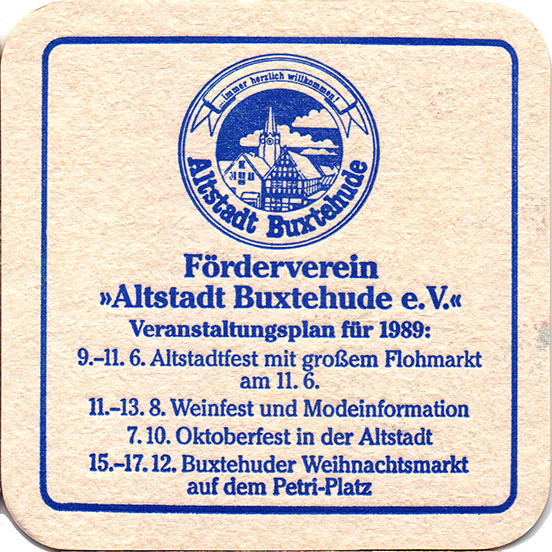 ...immer herzlich willkommen!
Altstadt Buxtehude
Förderverein
»Altstadt Buxtehude e.V.«
Veranstaltungsplan für 1989:
9.–11. 6. Altstadtfest mit großem Flohmarkt
am 11. 6.
11.–13. 8. Weinfest und Modeinformation
7. 10. Oktoberfest in der Altstadt
15.–17. 12. Buxtehuder Weihnachtsmarkt
auf dem Petri-Platz